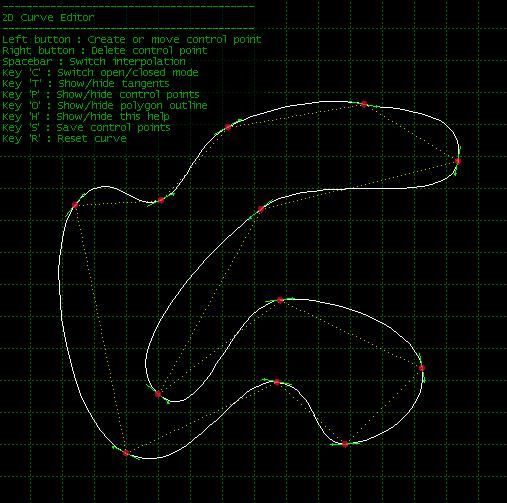 2D Curve Editor
Left button : Create or move control point
Right button : Delete control point
Spacebar : Switch interpolation
Key 'C' : Switch open/closed mode
Key 'T' : Show/hide tangents
Key 'P' : Show/hide control points
Key 'O' : Show/hide polygon outline
Key 'H' : Show/hide this help
Key 'S' : Save control points
Key 'R' : Reset curve